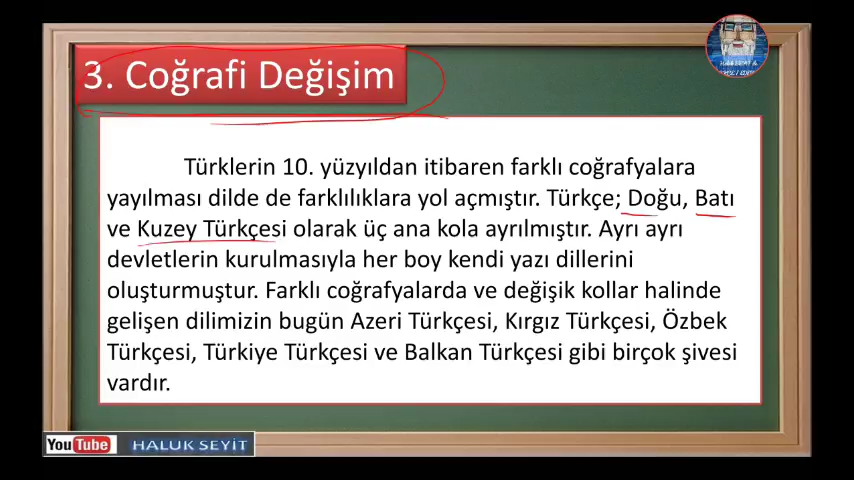 3. Coğrafi Değişim
Türklerin 10. yüzyıldan itibaren farklı coğrafyalara
yayılması dilde de farklılıklara yol açmıştır. Türkçe; Doğu, Batı
ve Kuzey Türkçesi olarak üç ana kola ayrılmıştır. Ayrı ayrı
devletlerin kurulmasıyla her boy kendi yazı dillerini
oluşturmuştur. Farklı coğrafyalarda ve değişik kollar halinde
gelişen dilimizin bugün Azeri Türkçesi, Kırgız Türkçesi, Özbek
Türkçesi, Türkiye Türkçesi ve Balkan Türkçesi gibi birçok şivesi
vardır.
YouTube HALUK SEYİT